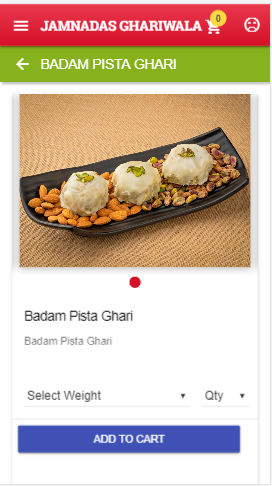 JAMNADAS GHARIWALA
0
BADAM PISTA GHARI
Badam Pista Ghari
Badam Pista Ghari
Select Weight
Qty
ADD TO CART